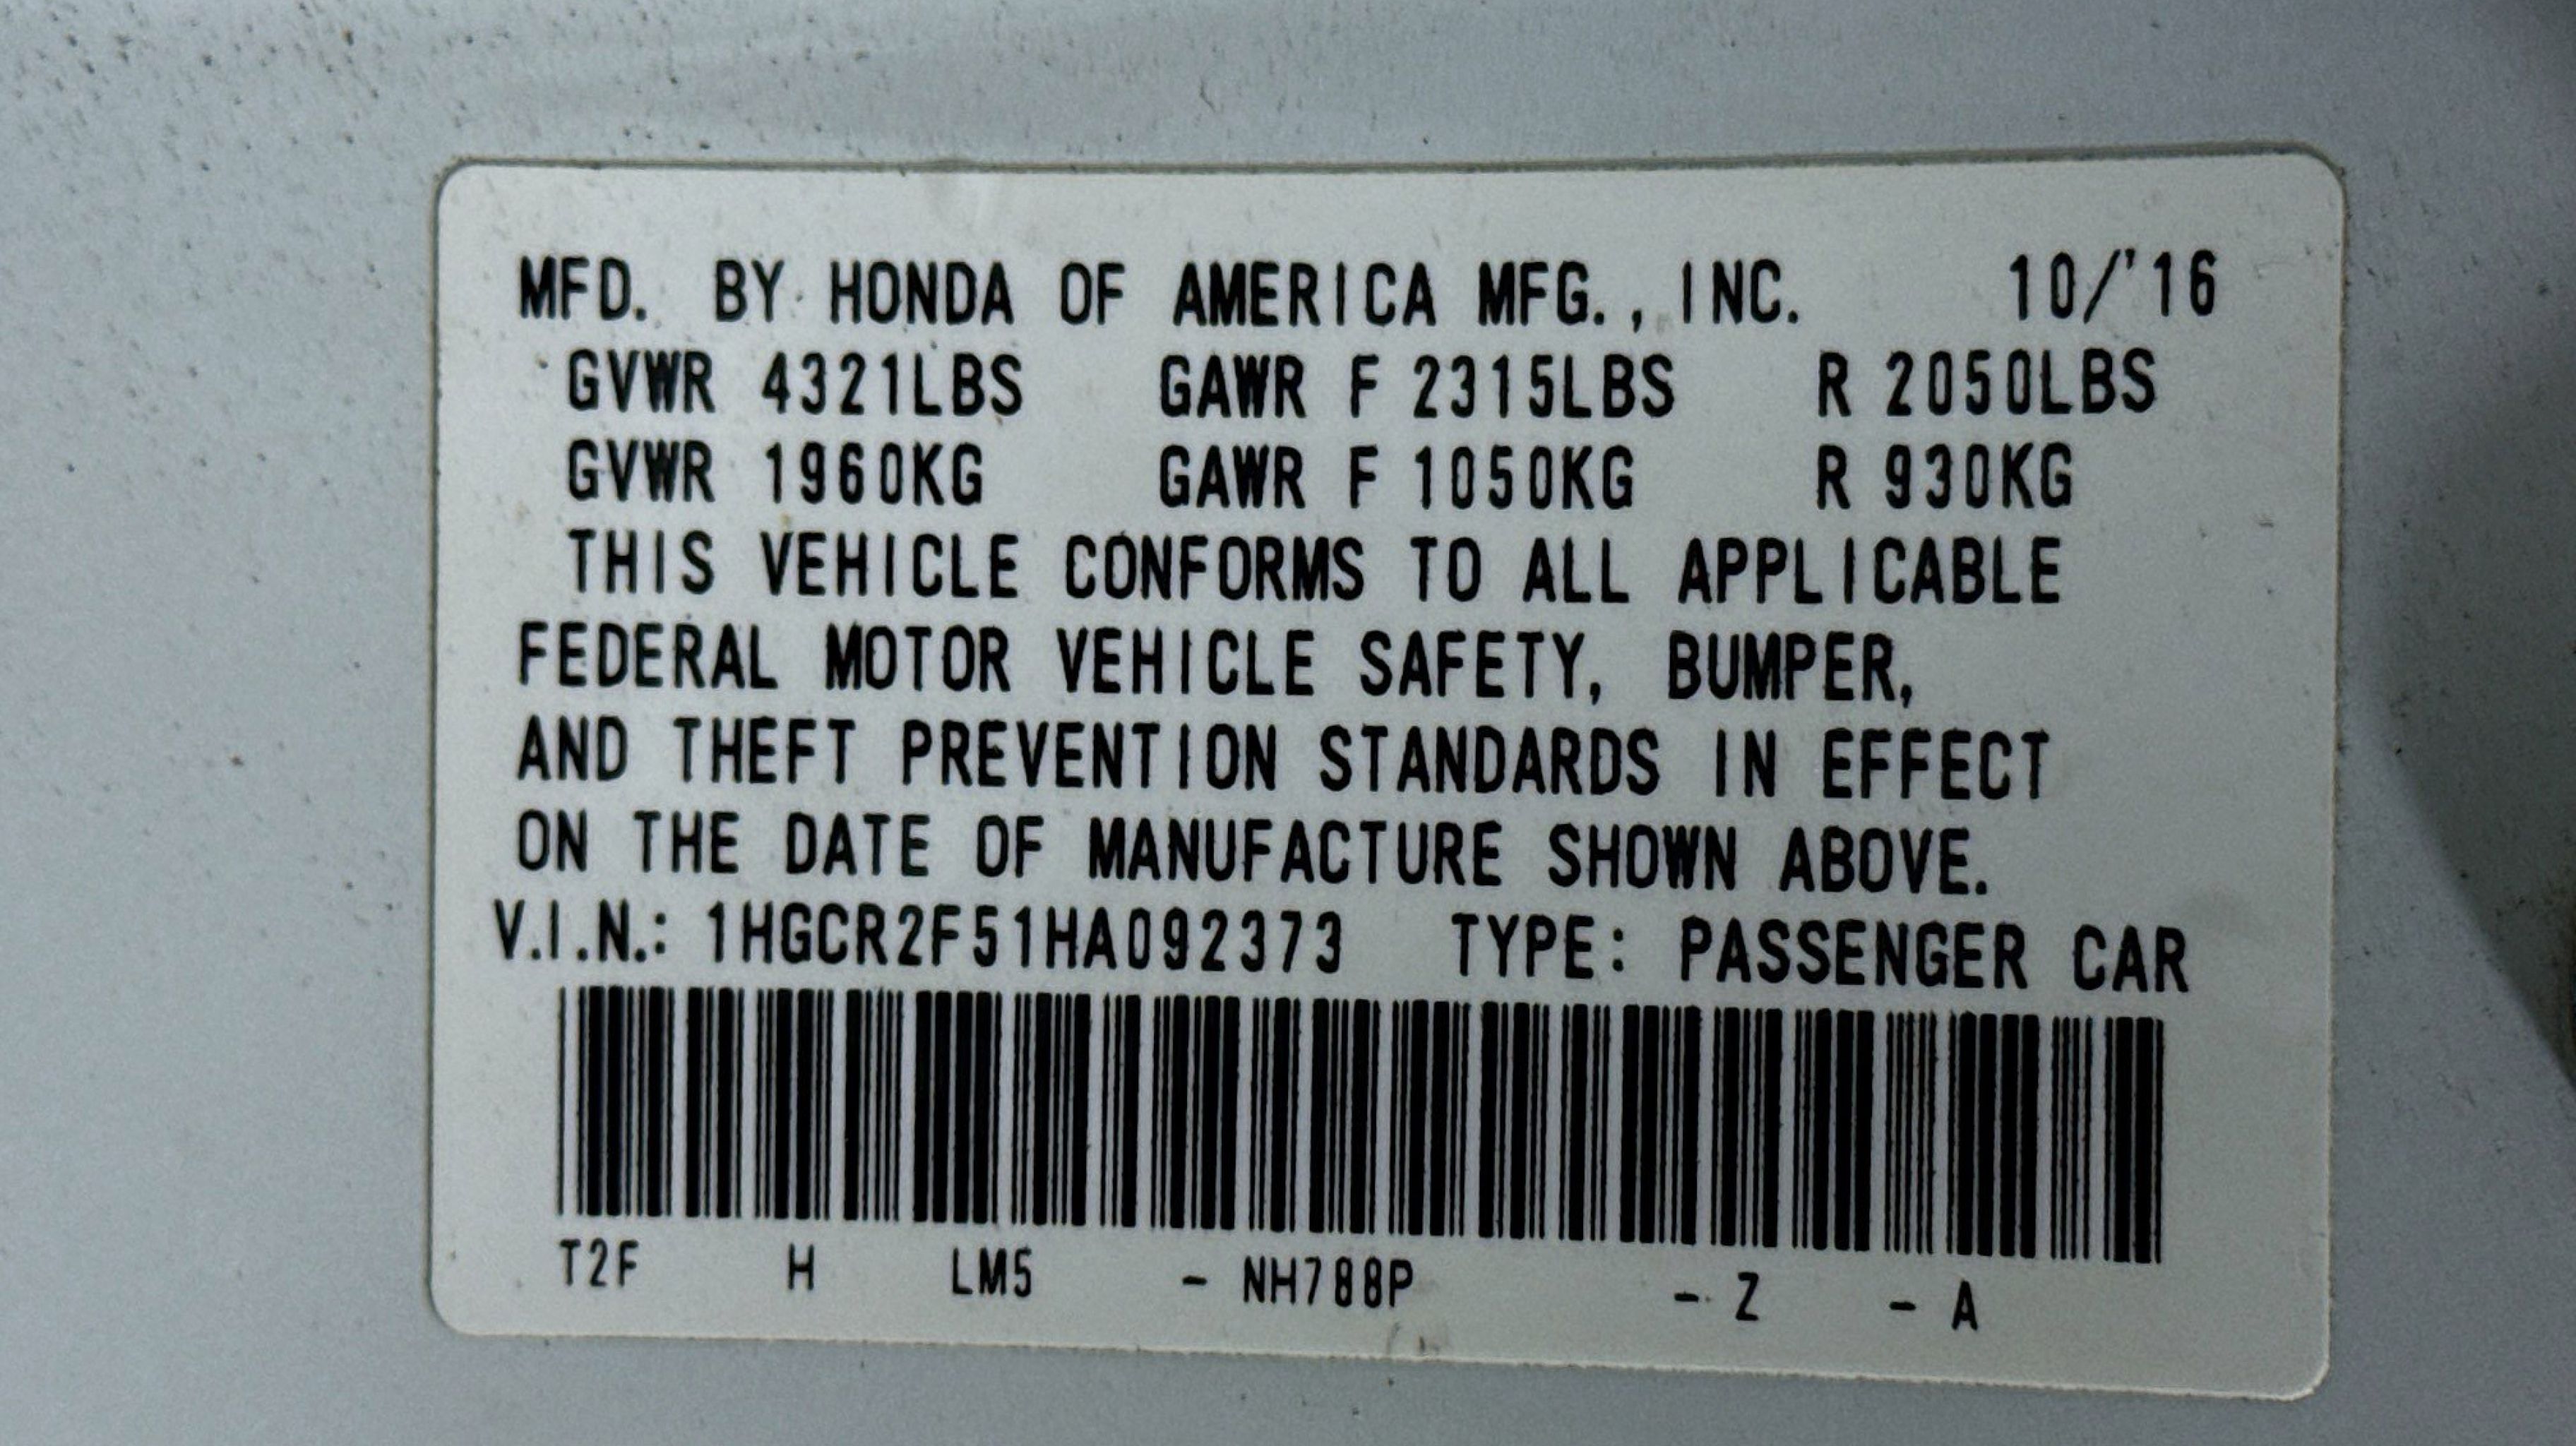 MFD. BY HONDA OF AMERICA MFG., INC. 10/'16
GVWR 4321LBS GAWR F 2315LBS R 2050LBS
GVWR 1960KG GAWR F 1050KG R 930KG
THIS VEHICLE CONFORMS TO ALL APPLICABLE
FEDERAL MOTOR VEHICLE SAFETY, BUMPER,
AND THEFT PREVENTION STANDARDS IN EFFECT
ON THE DATE OF MANUFACTURE SHOWN ABOVE.
V.I.N.: 1HGCR2F51HA092373 TYPE: PASSENGER CAR
T2F H LM5 - NH788P - Z - A